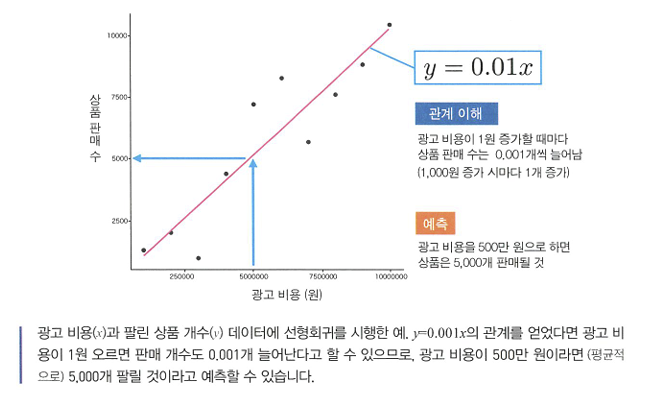 10000
7500
5000
2500
상품 판매 수
250000
5000000
7500000
10000000
광고 비용 (원)
y = 0.01x
관계 이해
광고 비용이 1원 증가할 때마다
상품 판매 수는 0,001개씩 늘어남
(1,000원 증가 시마다 1개 증가)
예측
광고 비용을 500만 원으로 하면
상품은 5,000개 판매될 것
광고 비용(x)과 팔린 상품 개수(y) 데이터에 선형회귀를 시행한 예. y=0.001x의 관계를 얻었다면 광고 비
용이 1원 오르면 판매 개수도 0.001개 늘어난다고 할 수 있으므로, 광고 비용이 500만 원이라면 (평균적
으로) 5,000개 팔릴 것이라고 예측할 수 있습니다.